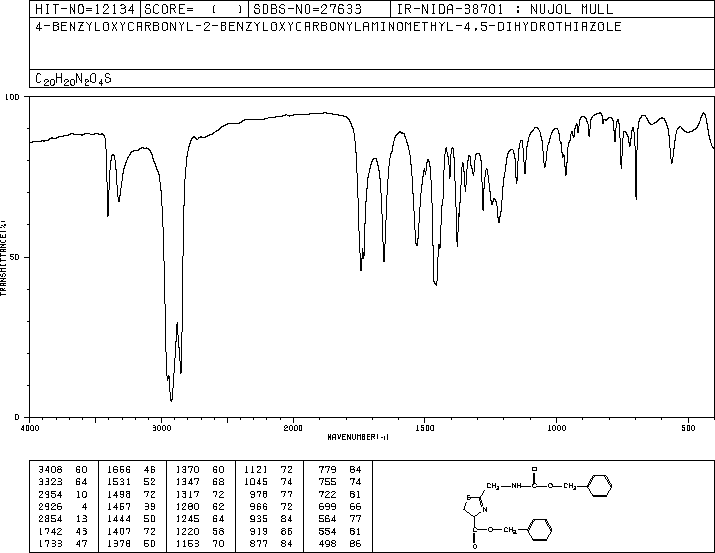 HIT-NO=12134 SCORE= ( ) SDBS-NO=27633 IR-NIDA-38701 : NUJOL MULL
4-BENZYLOXYCARBONYL-2-BENZYLOXYCARBONYLAMINOMETHYL-4,5-DIHYDROTHIAZOLE
C20H20N2O4S
100
50
0
TRANSMITTANCE(%)
4000 3000 2000 1500 1000 500
WAVENUMBER(-1)
3408 60 1666 46 1370 60 1121 72 779 84
3323 64 1531 52 1347 68 1045 74 755 74
2954 10 1498 72 1317 72 978 77 722 81
2926 4 1467 39 1280 62 966 72 699 66
2854 13 1444 50 1245 64 935 84 564 77
1742 43 1407 72 1220 58 919 86 554 81
1733 47 1378 50 1153 70 877 84 498 86
O
CH2 NH C O CH2
S
N
C O CH2
O